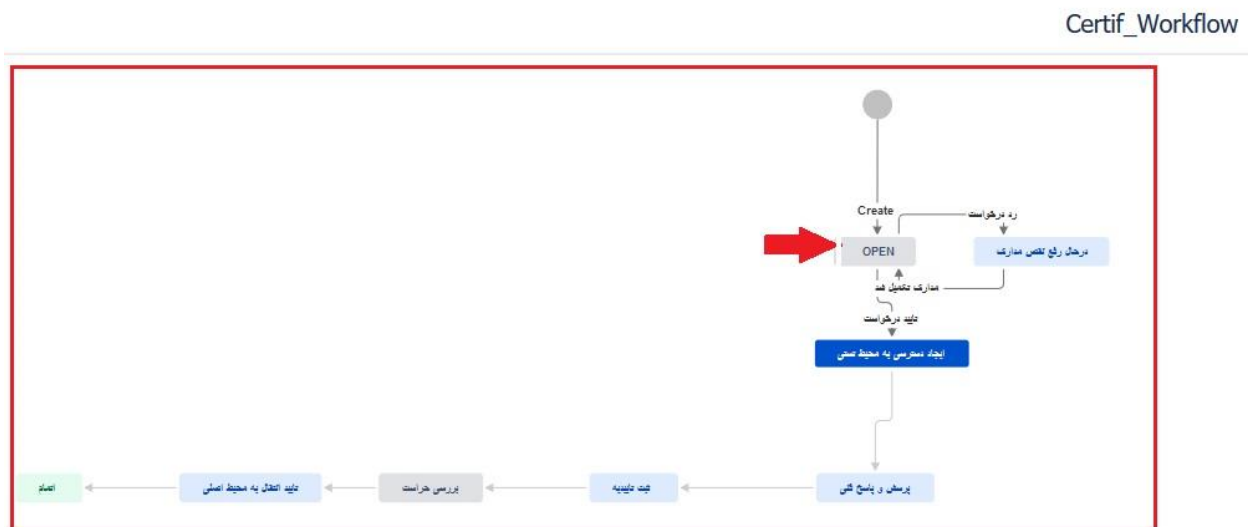 Certif_Workflow
Create
رد درخواست
OPEN
درحال رفع نقص مدارک
مدارک تکمیل شد
تایید درخواست
ایجاد دسترسی به محیط تستی
پرسش و پاسخ فنی
ثبت تاییدیه
بررسی حراست
تایید انتقال به محیط اصلی
اتمام